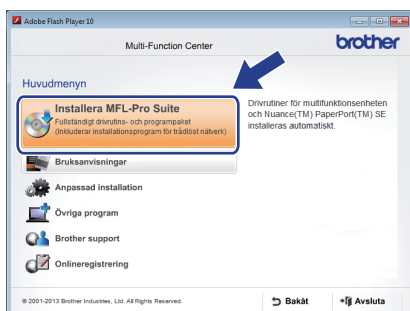 Adobe Flash Player 10
Multi-Function Center
brother
Huvudmenyn
Installera MFL-Pro Suite
Fullständigt drivrutins- och programpaket
(Inkluderar installationsprogram för trådlöst nätverk)
Drivrutiner för multifunktionsenheten
och Nuance(TM) PaperPort(TM) SE
installeras automatiskt.
Bruksanvisningar
Anpassad installation
Övriga program
Brother support
Onlineregistrering
© 2001-2013 Brother Industries, Ltd. All Rights Reserved.
Bakåt
Avsluta